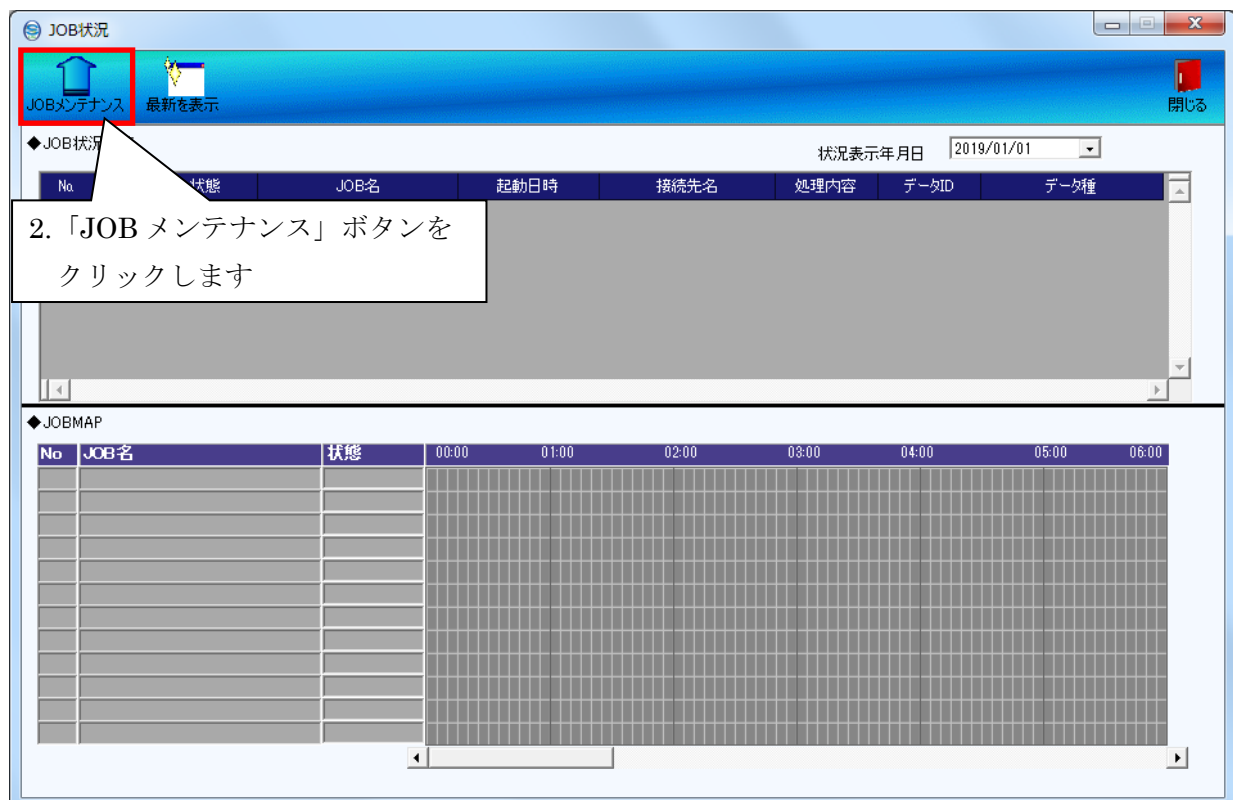 JOB状況
JOBメンテナンス 最新を表示 閉じる
◆JOB状況
状況表示年月日 2019/01/01
No. 状態 JOB名 起動日時 接続先名 処理内容 データID データ種
2.「JOB メンテナンス」ボタンを
クリックします
◆JOBMAP
No JOB名 状態 00:00 01:00 02:00 03:00 04:00 05:00 06:00